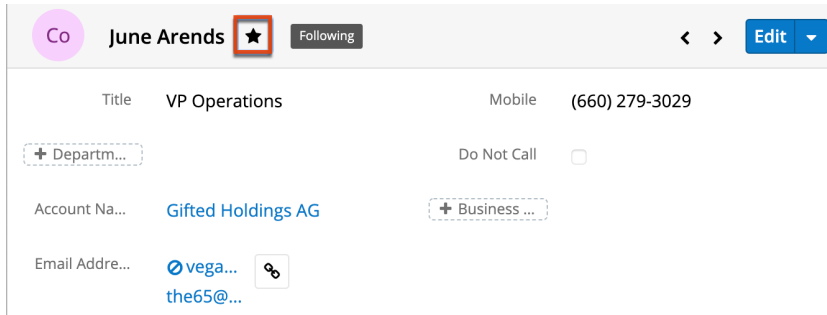 Co June Arends Following Edit
Title VP Operations Mobile (660) 279-3029
Departm... Do Not Call
Account Na... Gifted Holdings AG Business ...
Email Addre... vega...
the65@...